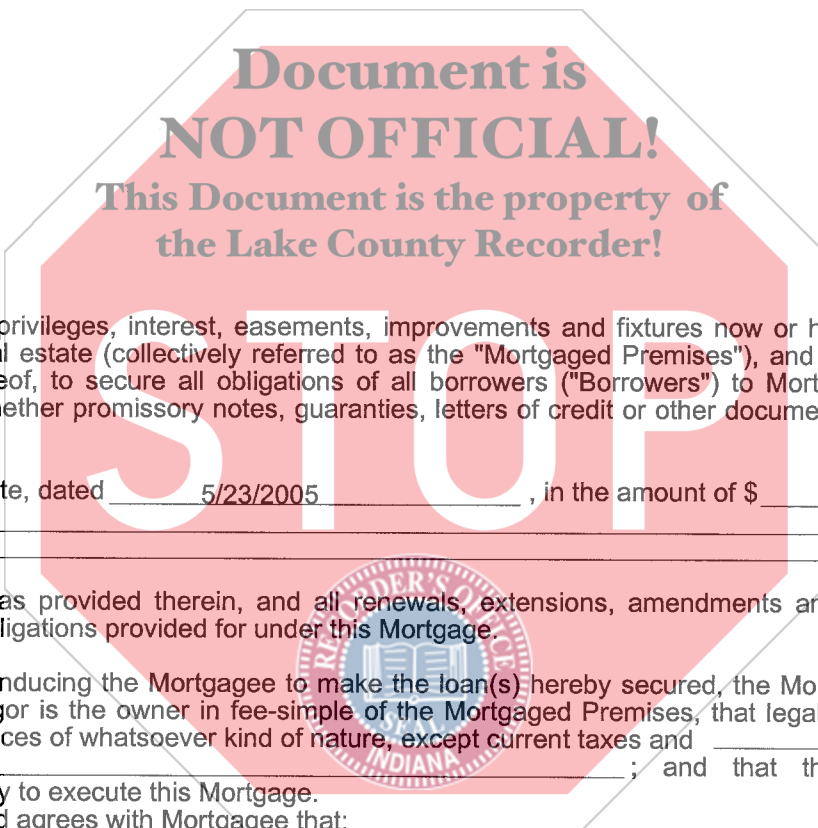 Document is
NOT OFFICIAL!
This Document is the property of
the Lake County Recorder!
STOP
privileges, interest, easements, improvements and fixtures now or h
l estate (collectively referred to as the "Mortgaged Premises"), and
eof, to secure all obligations of all borrowers ("Borrowers") to Mort
ether promissory notes, guaranties, letters of credit or other docume
te, dated 5/23/2005 , in the amount of $
as provided therein, and all renewals, extensions, amendments an
ligations provided for under this Mortgage.
nducing the Mortgagee to make the loan(s) hereby secured, the Mo
gor is the owner in fee-simple of the Mortgaged Premises, that legal
ces of whatsoever kind of nature, except current taxes and
; and that th
y to execute this Mortgage.
d agrees with Mortgagee that:
RECORDER'S OFFICE
SEAL
INDIANA